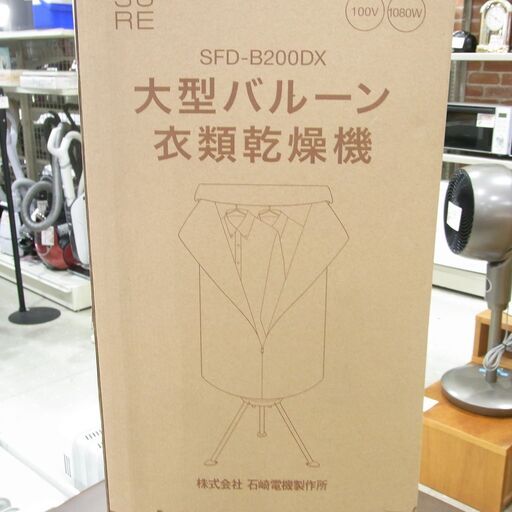 RE
100V 1080W
SFD-B200DX
大型バルーン
衣類乾燥機
株式会社 石崎電機製作所